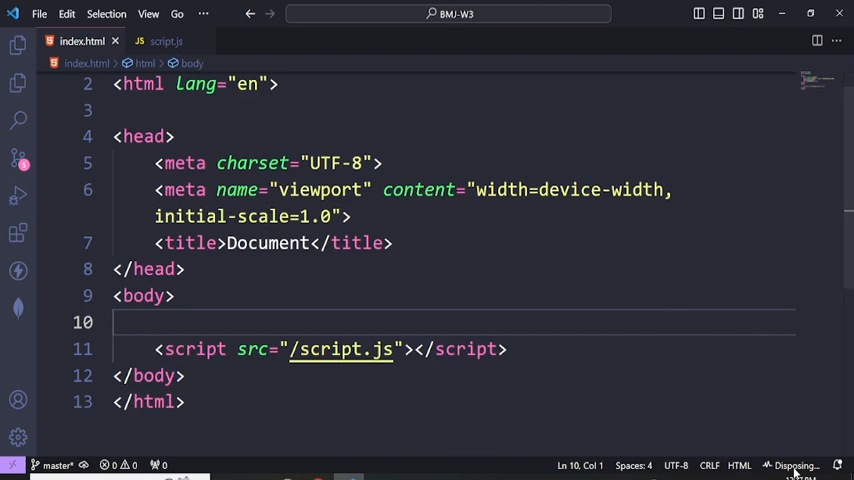 File Edit Selection View Go ··· BMJ-W3
index.html JS script.js
index.html > html > body
2 <html lang="en">
3
4 <head>
5 <meta charset="UTF-8">
6 <meta name="viewport" content="width=device-width,
initial-scale=1.0">
7 <title>Document</title>
8 </head>
9 <body>
10
11 <script src="/script.js"></script>
12 </body>
13 </html>
master* 0 0 0 Ln 10, Col 1 Spaces: 4 UTF-8 CRLF HTML Disposing...